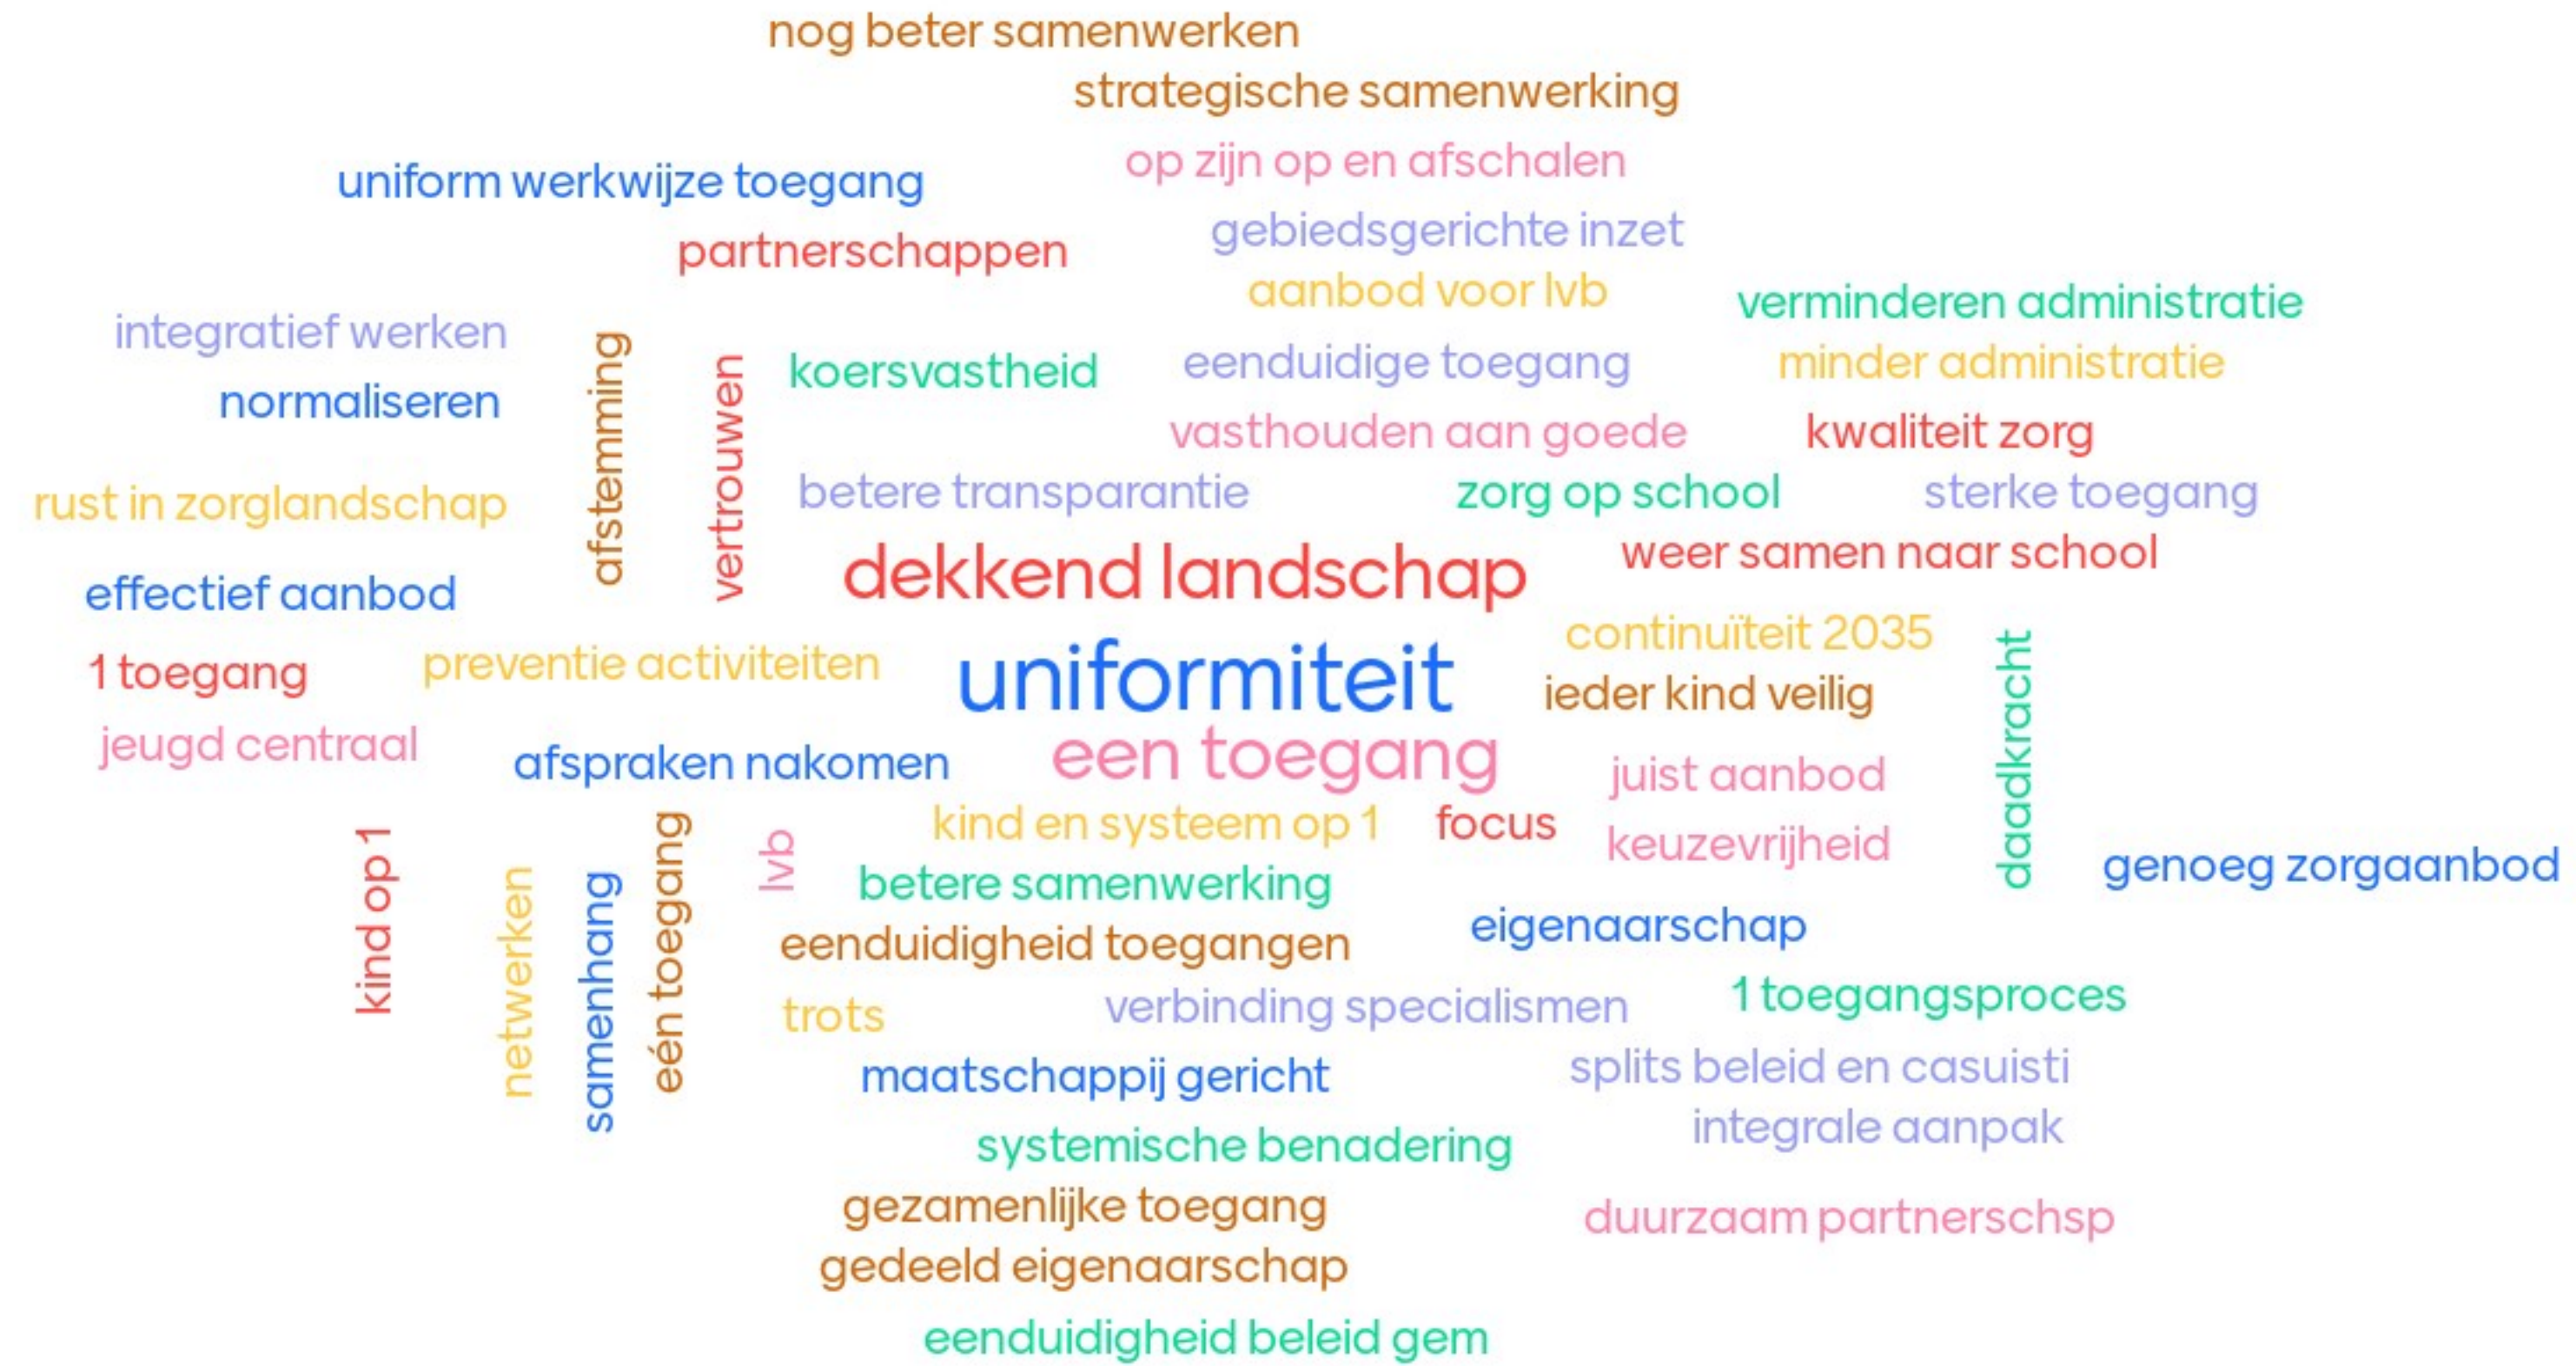 nog beter samenwerken
strategische samenwerking
op zijn op en afschalen
uniform werkwijze toegang
gebiedsgerichte inzet
partnerschappen
aanbod voor lvb
verminderen administratie
integratief werken
afstemming
vertrouwen
koersvastheid
eenduidige toegang
minder administratie
normaliseren
vasthouden aan goede
kwaliteit zorg
rust in zorglandschap
betere transparantie
zorg op school
sterke toegang
dekkend landschap
weer samen naar school
effectief aanbod
continuïteit 2035
1 toegang
preventie activiteiten
uniformiteit
ieder kind veilig
daadkracht
jeugd centraal
afspraken nakomen
een toegang
juist aanbod
kind en systeem op 1
focus
keuzevrijheid
genoeg zorgaanbod
kind op 1
netwerken
samenhang
eén toegang
lvb
betere samenwerking
eigenaarschap
eenduidigheid toegangen
1 toegangsproces
trots
verbinding specialismen
maatschappij gericht
splits beleid en casuisti
integrale aanpak
systemische benadering
gezamenlijke toegang
duurzaam partnerschsp
gedeeld eigenaarschap
eenduidigheid beleid gem